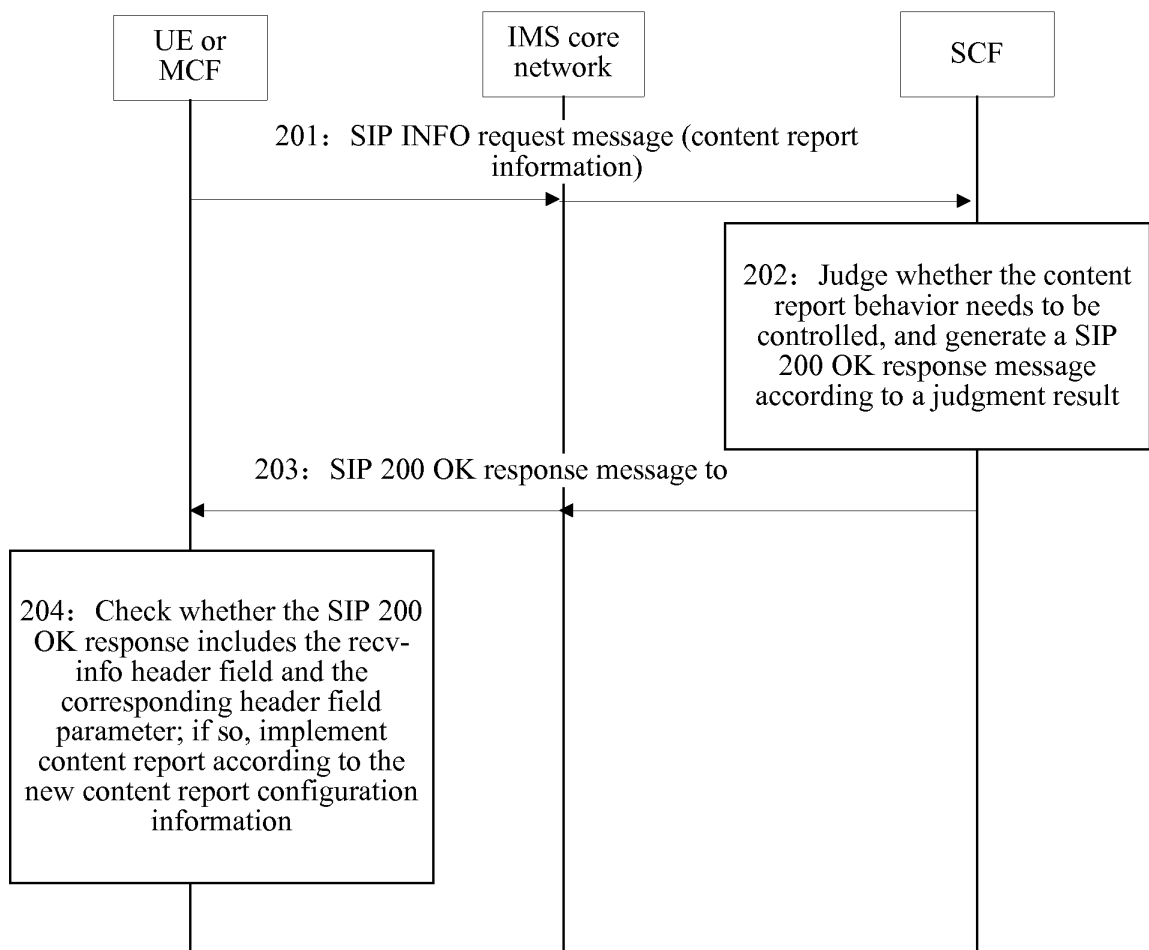 UE or
MCF
IMS core
network
SCF
201: SIP INFO request message (content report
information)
202: Judge whether the content
report behavior needs to be
controlled, and generate a SIP
200 OK response message
according to a judgment result
203: SIP 200 OK response message to
204: Check whether the SIP 200
OK response includes the recv-
info header field and the
corresponding header field
parameter; if so, implement
content report according to the
new content report configuration
information